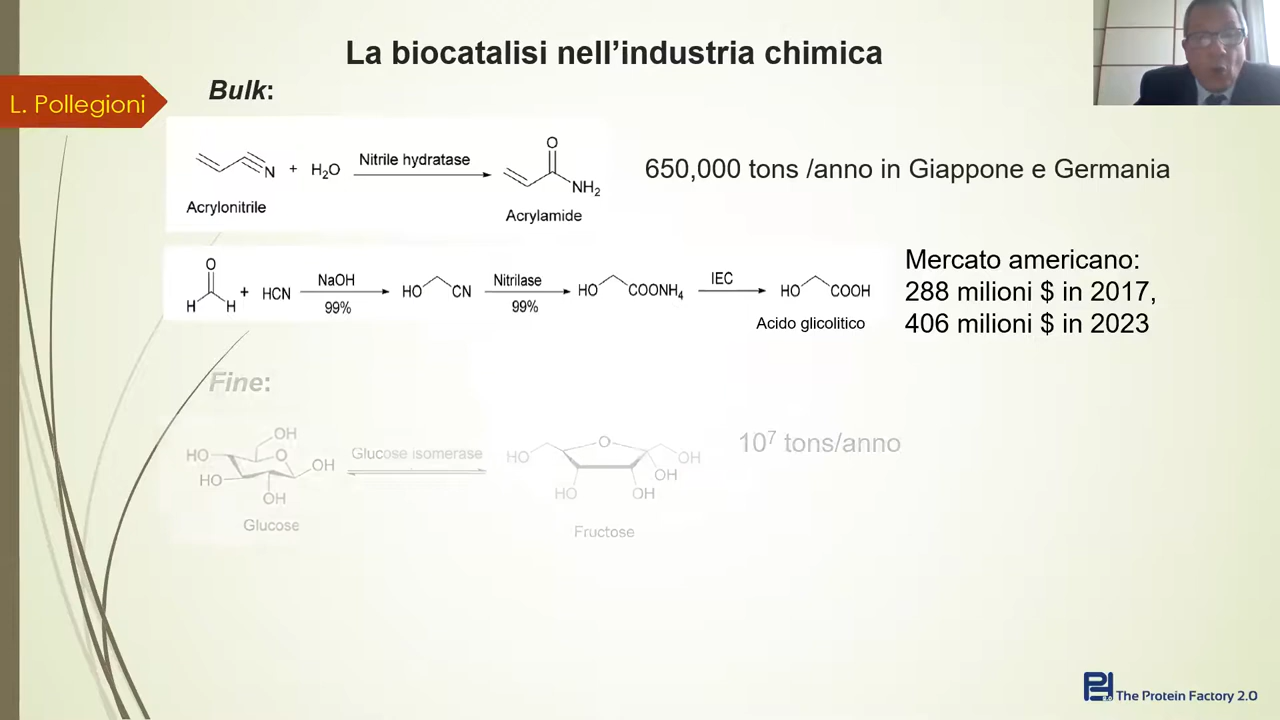 La biocatalisi nell'industria chimica
L. Pollegioni
Bulk:
N + H₂O Nitrile hydratase O NH₂
Acrylonitrile
Acrylamide
650,000 tons /anno in Giappone e Germania
O H H + HCN NaOH 99% HO CN Nitrilase 99% HO COONH₄ IEC HO COOH
Acido glicolitico
Mercato americano:
288 milioni $ in 2017,
406 milioni $ in 2023
Fine:
OH HO O HO OH OH
Glucose
Glucose isomerase
HO O OH OH HO OH
Fructose
10⁷ tons/anno
The Protein Factory 2.0